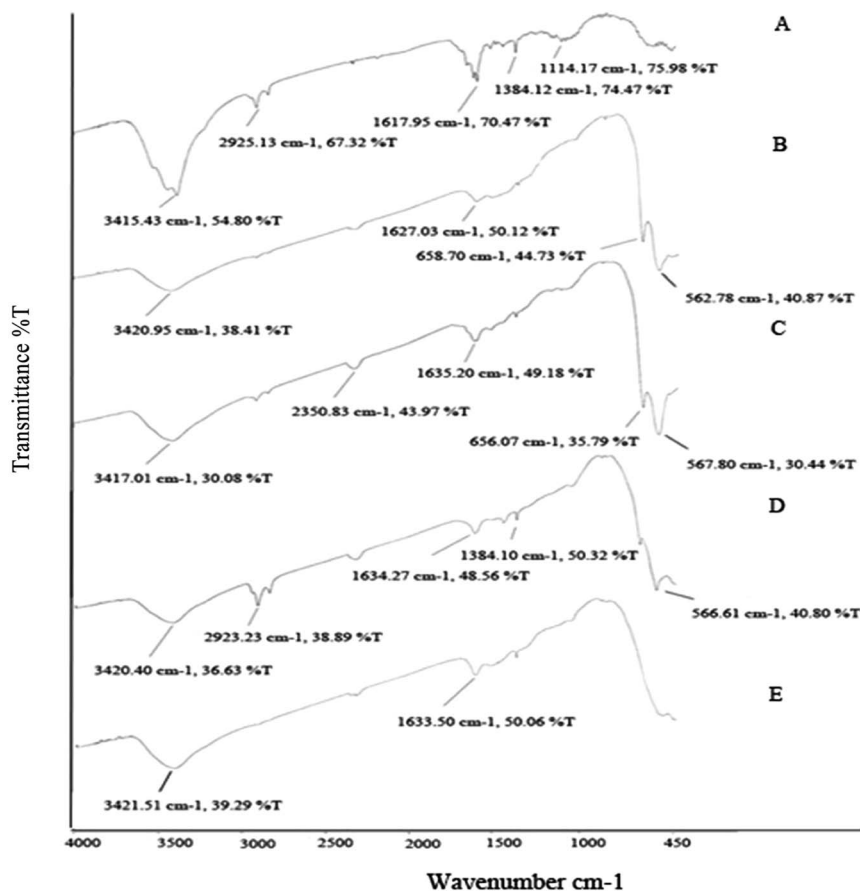 A
1114.17 cm-1, 75.98 %T
1384.12 cm-1, 74.47 %T
1617.95 cm-1, 70.47 %T
2925.13 cm-1, 67.32 %T
B
3415.43 cm-1, 54.80 %T
1627.03 cm-1, 50.12 %T
658.70 cm-1, 44.73 %T
562.78 cm-1, 40.87 %T
3420.95 cm-1, 38.41 %T
C
1635.20 cm-1, 49.18 %T
2350.83 cm-1, 43.97 %T
656.07 cm-1, 35.79 %T
567.80 cm-1, 30.44 %T
3417.01 cm-1, 30.08 %T
D
1384.10 cm-1, 50.32 %T
1634.27 cm-1, 48.56 %T
566.61 cm-1, 40.80 %T
2923.23 cm-1, 38.89 %T
3420.40 cm-1, 36.63 %T
E
1633.50 cm-1, 50.06 %T
3421.51 cm-1, 39.29 %T
Transmittance %T
4000 3500 3000 2500 2000 1500 1000 450
Wavenumber cm-1